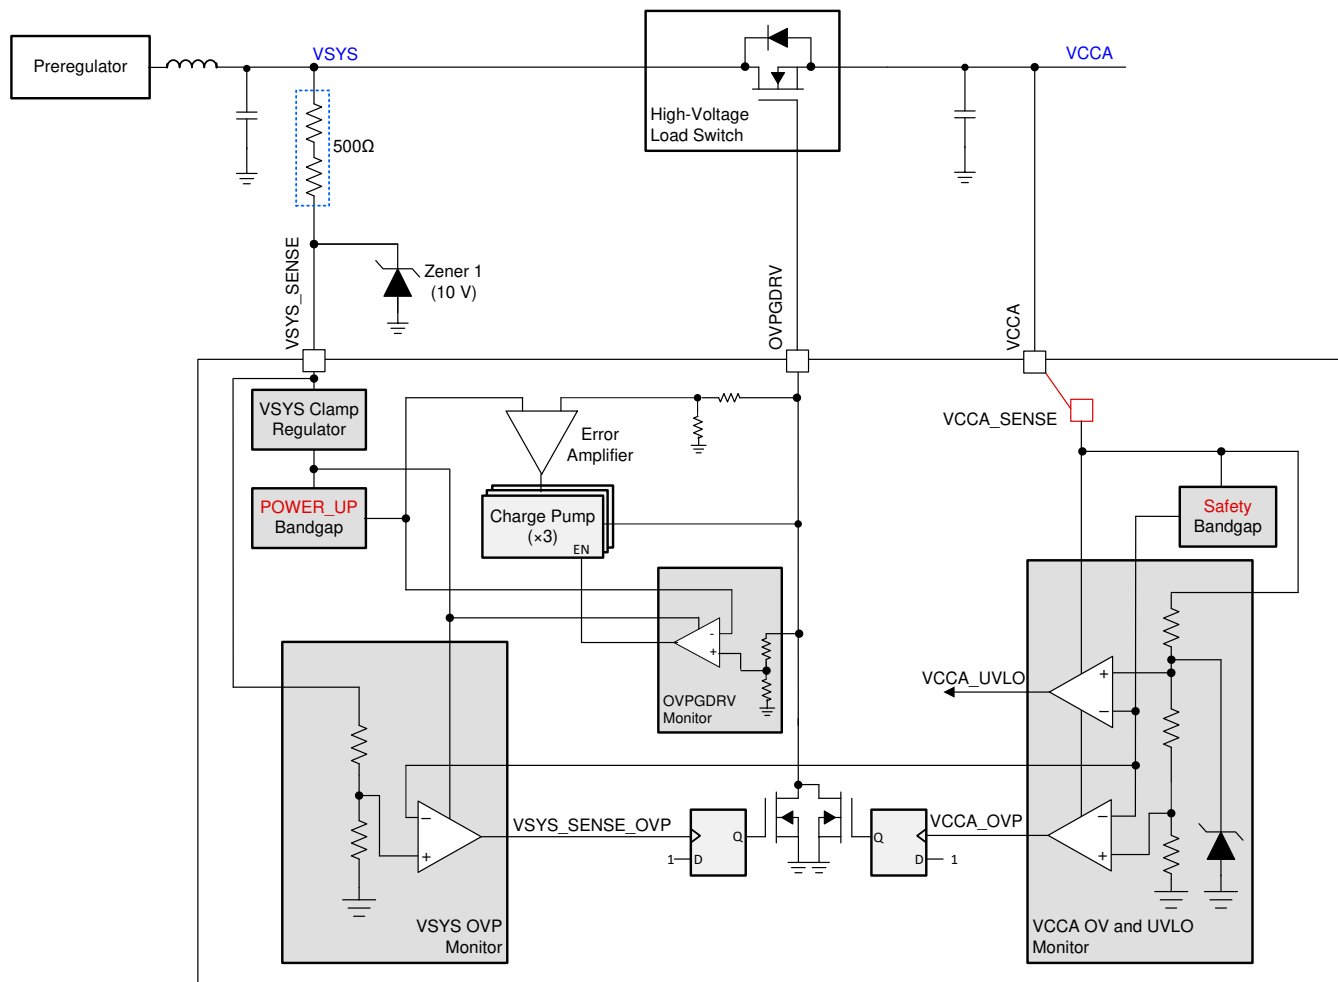 Preregulator
VSYS
VCCA
High-Voltage
Load Switch
500Ω
VSYS_SENSE
Zener 1
(10 V)
OVPGDRV
VCCA
VSYS Clamp
Regulator
Error
Amplifier
VCCA_SENSE
POWER_UP
Bandgap
Charge Pump
(×3)
EN
Safety
Bandgap
-
+
OVPGDRV
Monitor
VCCA_UVLO
+
−
−
+
VSYS_SENSE_OVP
Q
1
D
VSYS OVP
Monitor
VCCA_OVP
Q
D
1
−
+
VCCA OV and UVLO
Monitor